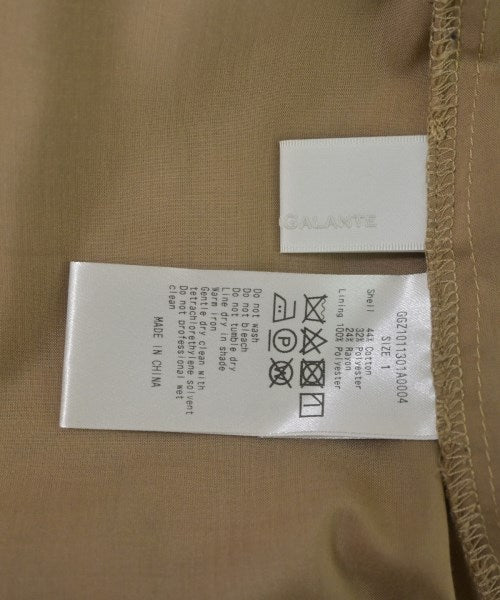 GALANTE
GGZ1011301A0004
SIZE 1
Shell 44% Cotton
32% Polyester
24% Rayon
Lining 100% Polyester
P
W
Do not wash
Do not bleach
Do not tumble dry
Line dry in shade
Warm iron
Gentle dry clean with
tetrachlorethylene solvent
Do not professional wet
clean
MADE IN CHINA